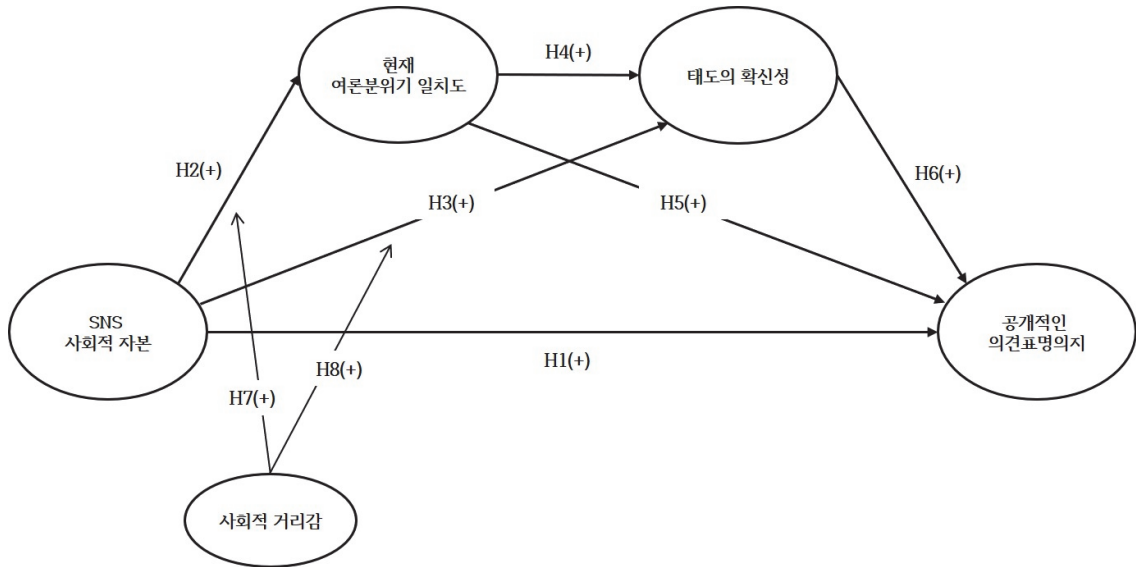 현재
여론분위기 일치도
H4(+)
태도의 확신성
H2(+)
H3(+)
H5(+)
H6(+)
SNS
사회적 자본
H1(+)
공개적인
의견표명의지
H7(+)
H8(+)
사회적 거리감